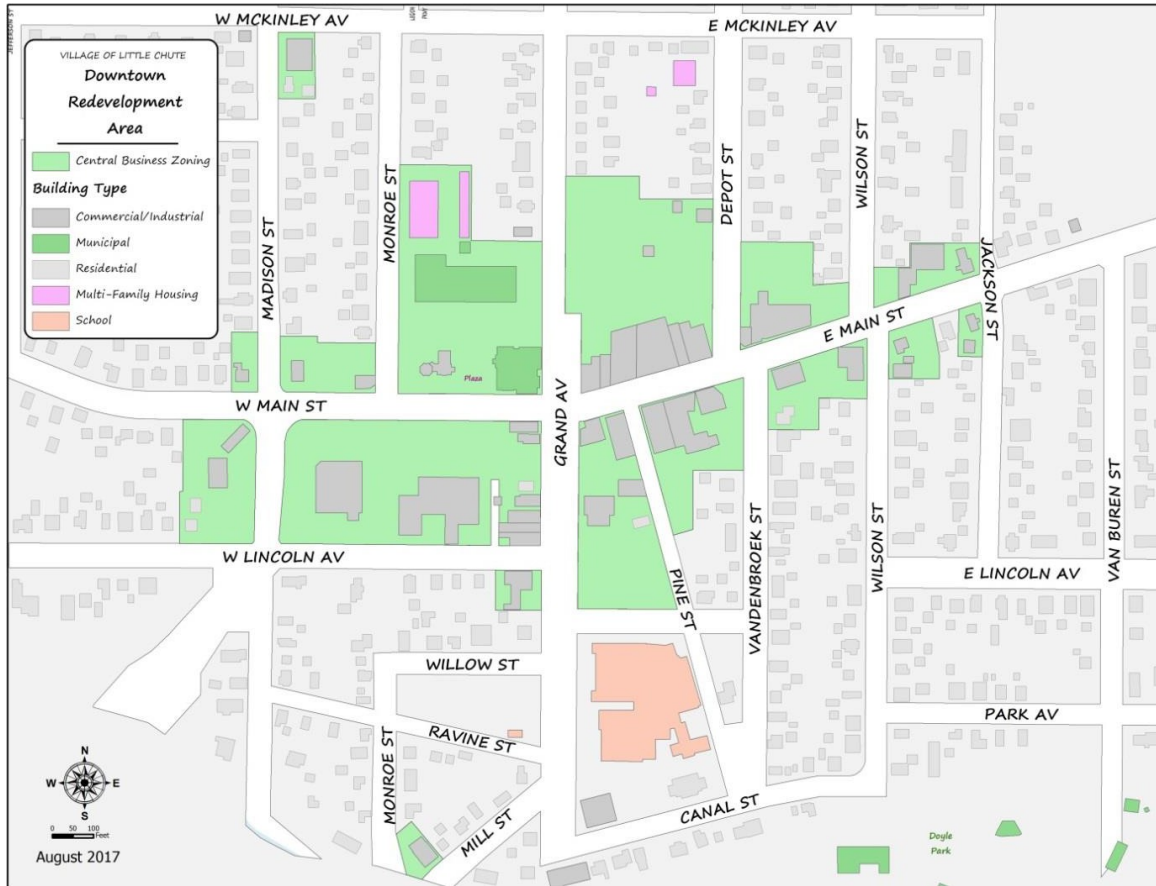 JEFFERSON ST
W MCKINLEY AV
E MCKINLEY AV
VILLAGE OF LITTLE CHUTE
Downtown
Redevelopment
Area
Central Business Zoning
Building Type
Commercial/Industrial
Municipal
Residential
Multi-Family Housing
School
MADISON ST
MONROE ST
DEPOT ST
WILSON ST
JACKSON ST
E MAIN ST
Plaza
W MAIN ST
GRAND AV
VAN BUREN ST
W LINCOLN AV
PINE ST
VANDENBROEK ST
WILSON ST
E LINCOLN AV
WILLOW ST
RAVINE ST
PARK AV
MONROE ST
MILL ST
CANAL ST
Doyle
Park
N
W
E
S
0 50 100
Feet
August 2017